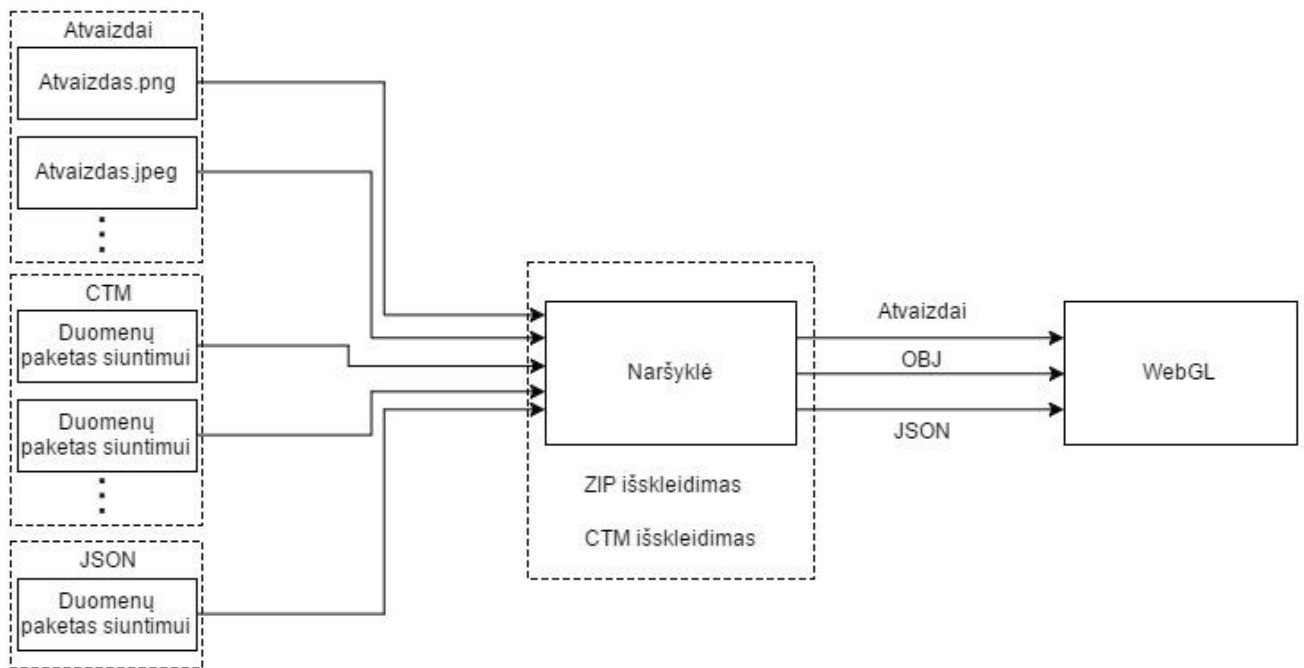 Atvaizdai
Atvaizdas.png
Atvaizdas.jpeg
CTM
Duomenų
paketas siuntimui
Duomenų
paketas siuntimui
JSON
Duomenų
paketas siuntimui
Naršyklė
ZIP išskleidimas
CTM išskleidimas
Atvaizdai
OBJ
JSON
WebGL